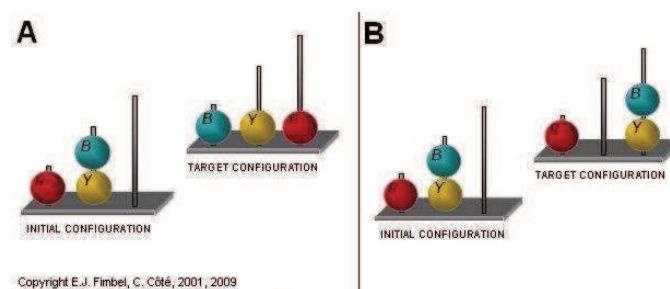 A
B
B
Y
B
Y
TARGET CONFIGURATION
INITIAL CONFIGURATION
B
B
Y
B
Y
TARGET CONFIGURATION
INITIAL CONFIGURATION
Copyright E.J. Fimbel, C. Côté, 2001, 2009